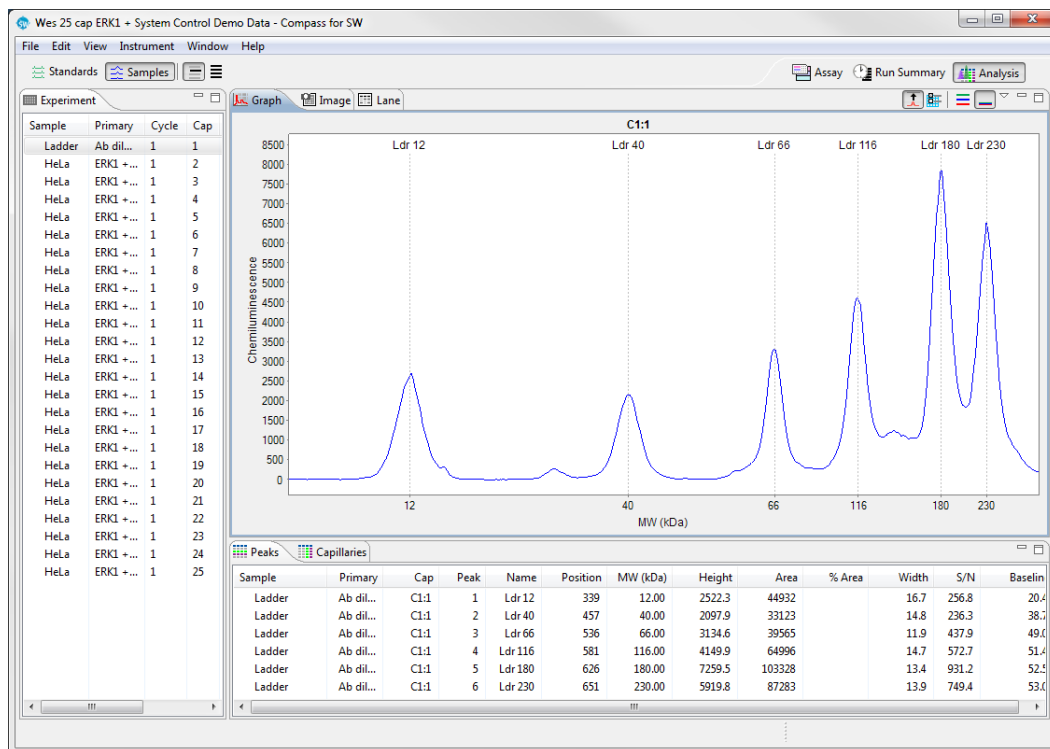 Wes 25 cap ERK1 + System Control Demo Data - Compass for SW
File Edit View Instrument Window Help
Standards Samples Assay Run Summary Analysis
Experiment
Sample Primary Cycle Cap
Ladder Ab dil... 1 1
HeLa ERK1 +... 1 2
HeLa ERK1 +... 1 3
HeLa ERK1 +... 1 4
HeLa ERK1 +... 1 5
HeLa ERK1 +... 1 6
HeLa ERK1 +... 1 7
HeLa ERK1 +... 1 8
HeLa ERK1 +... 1 9
HeLa ERK1 +... 1 10
HeLa ERK1 +... 1 11
HeLa ERK1 +... 1 12
HeLa ERK1 +... 1 13
HeLa ERK1 +... 1 14
HeLa ERK1 +... 1 15
HeLa ERK1 +... 1 16
HeLa ERK1 +... 1 17
HeLa ERK1 +... 1 18
HeLa ERK1 +... 1 19
HeLa ERK1 +... 1 20
HeLa ERK1 +... 1 21
HeLa ERK1 +... 1 22
HeLa ERK1 +... 1 23
HeLa ERK1 +... 1 24
HeLa ERK1 +... 1 25
Graph Image Lane
C1:1
Ldr 12 Ldr 40 Ldr 66 Ldr 116 Ldr 180 Ldr 230
Chemiluminescence
8500
8000
7500
7000
6500
6000
5500
5000
4500
4000
3500
3000
2500
2000
1500
1000
500
0
12 40 66 116 180 230
MW (kDa)
Peaks Capillaries
Sample Primary Cap Peak Name Position MW (kDa) Height Area % Area Width S/N Baselin
Ladder Ab dil... C1:1 1 Ldr 12 339 12.00 2522.3 44932 16.7 256.8 20.4
Ladder Ab dil... C1:1 2 Ldr 40 457 40.00 2097.9 33123 14.8 236.3 38.7
Ladder Ab dil... C1:1 3 Ldr 66 536 66.00 3134.6 39565 11.9 437.9 49.0
Ladder Ab dil... C1:1 4 Ldr 116 581 116.00 4149.9 64996 14.7 572.7 51.4
Ladder Ab dil... C1:1 5 Ldr 180 626 180.00 7259.5 103328 13.4 931.2 52.5
Ladder Ab dil... C1:1 6 Ldr 230 651 230.00 5919.8 87283 13.9 749.4 53.0